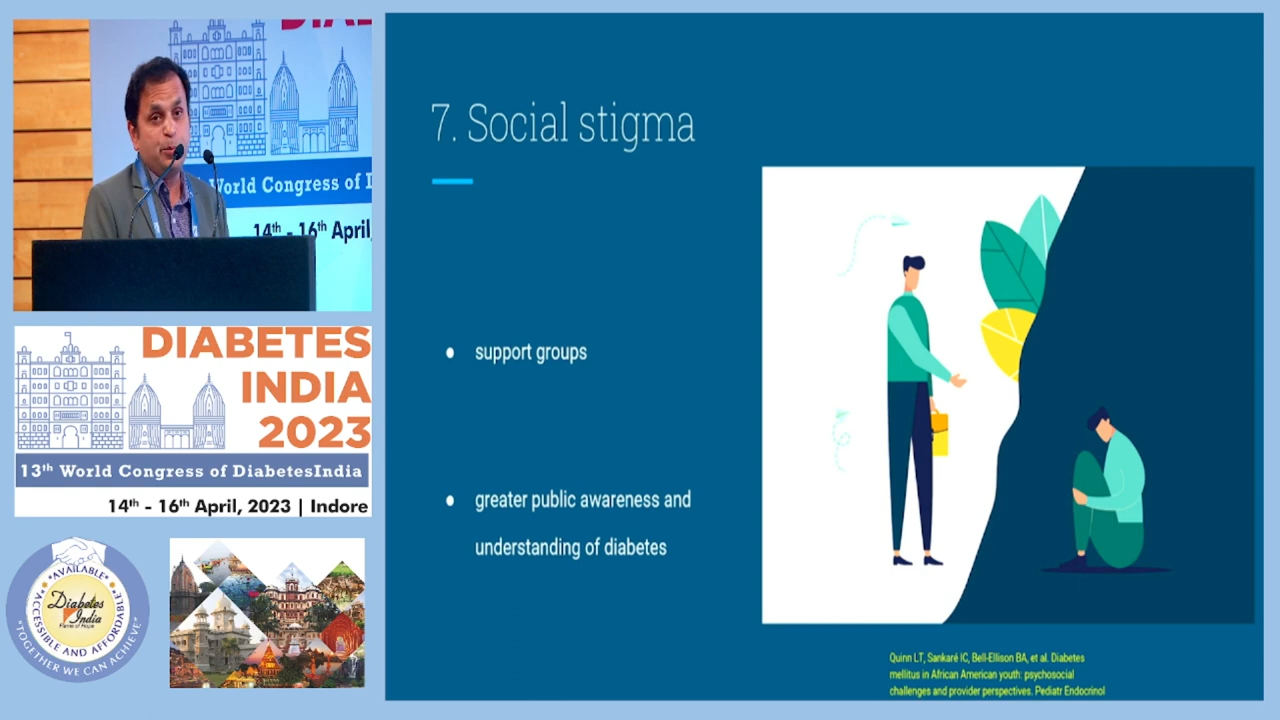 World Congress of I
14th - 16th April,
DIABETES
INDIA
2023
13th World Congress of DiabetesIndia
14th - 16th April, 2023 | Indore
"AVAILABLE"
ACCESSIBLE AND AFFORDABLE
"TOGETHER WE CAN ACHIEVE"
Diabetes
India
7. Social stigma
• support groups
• greater public awareness and
understanding of diabetes
Quinn LT, Sankaré IC, Bell-Ellison BA, et al. Diabetes
mellitus in African American youth: psychosocial
challenges and provider perspectives. Pediatr Endocrinol